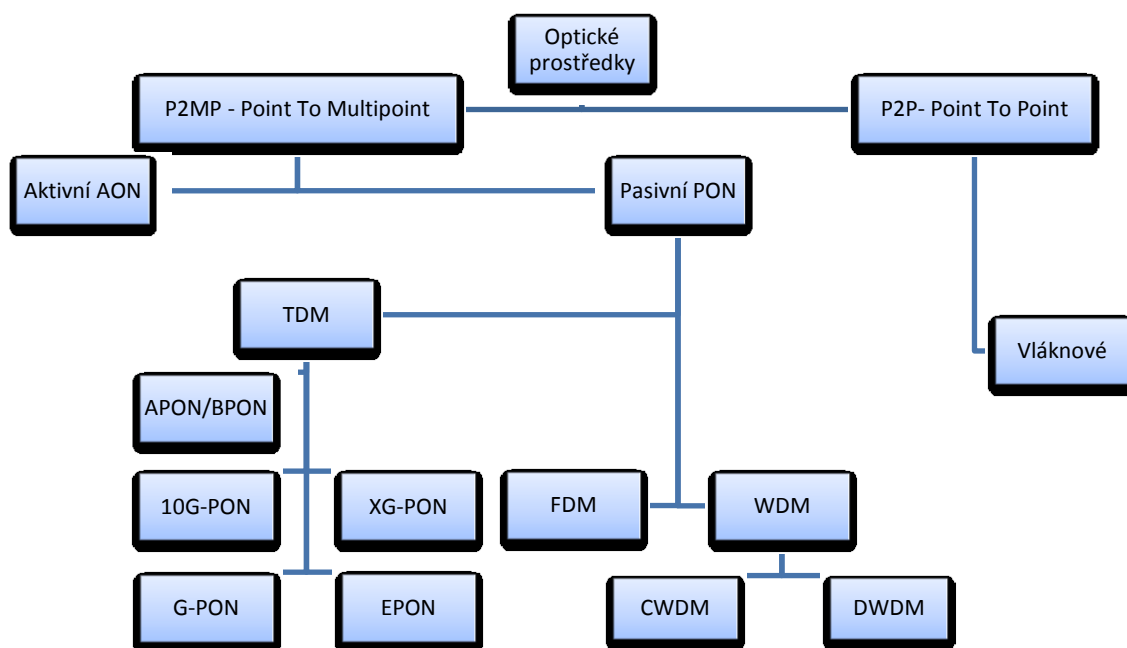 Optické
prostředky
P2MP - Point To Multipoint
P2P- Point To Point
Aktivní AON
Pasivní PON
TDM
Vláknové
APON/BPON
10G-PON
XG-PON
FDM
WDM
G-PON
EPON
CWDM
DWDM